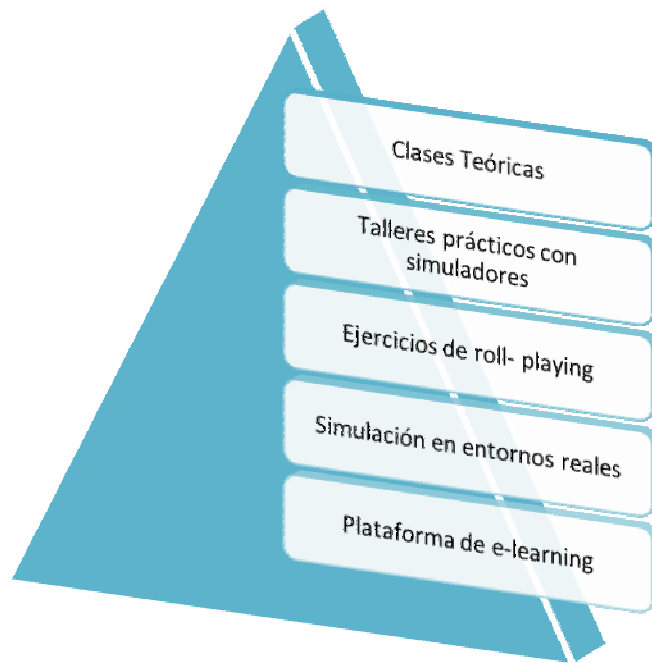 Clases Teóricas
Talleres prácticos con
simuladores
Ejercicios de roll- playing
Simulación en entornos reales
Plataforma de e-learning